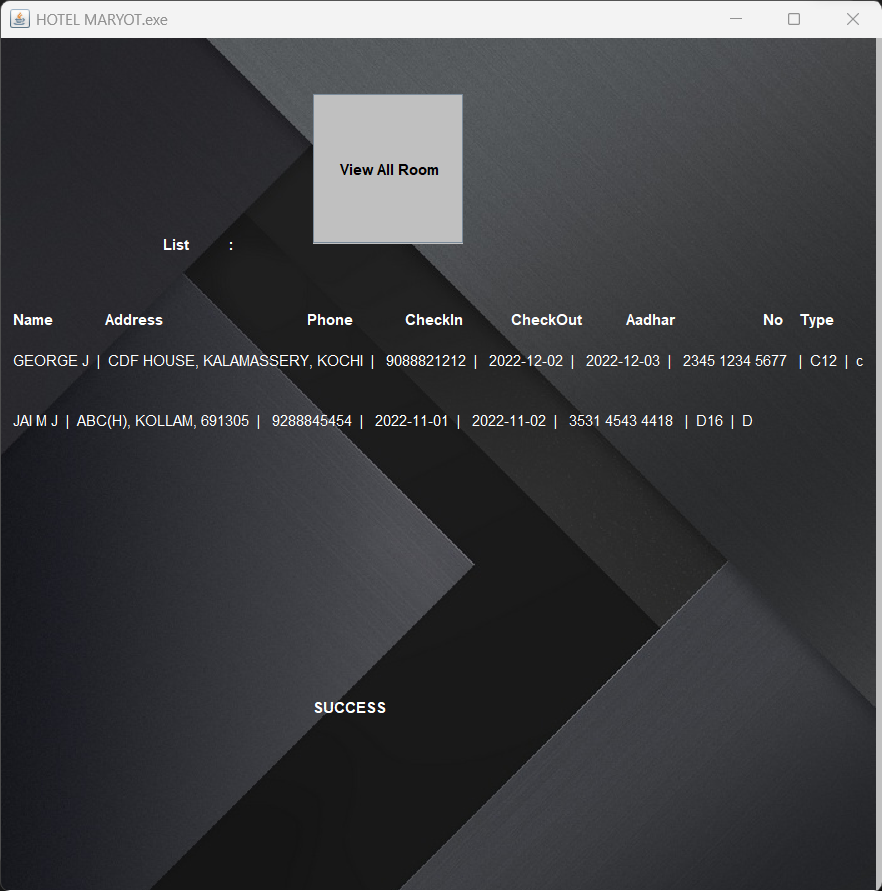 HOTEL MARYOT.exe
View All Room
List :
Name Address Phone CheckIn CheckOut Aadhar No Type
GEORGE J | CDF HOUSE, KALAMASSERY, KOCHI | 9088821212 | 2022-12-02 | 2022-12-03 | 2345 1234 5677 | C12 | c
JAI M J | ABC(H), KOLLAM, 691305 | 9288845454 | 2022-11-01 | 2022-11-02 | 3531 4543 4418 | D16 | D
SUCCESS